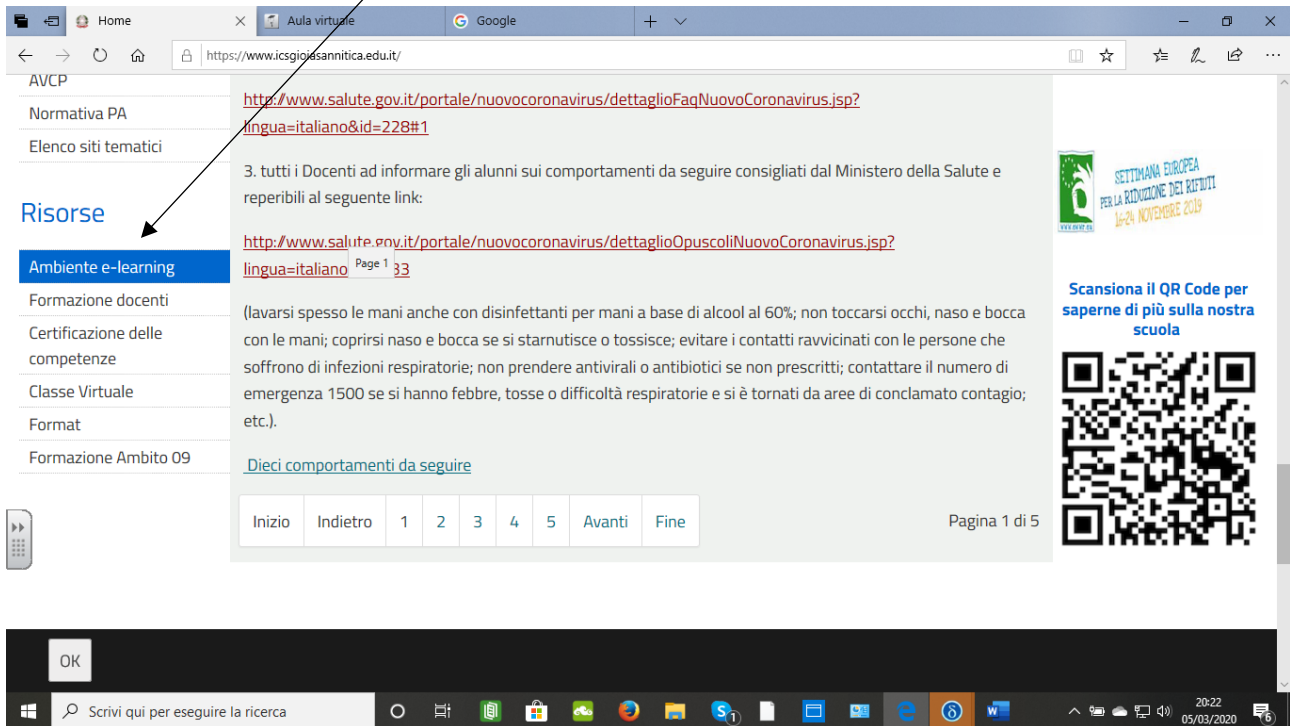 Home
Aula virtuale
Google
https://www.icsgioiasannitica.edu.it/
AVCP
Normativa PA
Elenco siti tematici
Risorse
Ambiente e-learning
Formazione docenti
Certificazione delle
competenze
Classe Virtuale
Format
Formazione Ambito 09
http://www.salute.gov.it/portale/nuovocoronavirus/dettaglioFaqNuovoCoronavirus.jsp?
lingua=italiano&id=228#1
3. tutti i Docenti ad informare gli alunni sui comportamenti da seguire consigliati dal Ministero della Salute e
reperibili al seguente link:
http://www.salute.gov.it/portale/nuovocoronavirus/dettaglioOpuscoliNuovoCoronavirus.jsp?
lingua=italiano 33
Page 1
(lavarsi spesso le mani anche con disinfettanti per mani a base di alcool al 60%; non toccarsi occhi, naso e bocca
con le mani; coprirsi naso e bocca se si starnutisce o tossisce; evitare i contatti ravvicinati con le persone che
soffrono di infezioni respiratorie; non prendere antivirali o antibiotici se non prescritti; contattare il numero di
emergenza 1500 se si hanno febbre, tosse o difficoltà respiratorie e si è tornati da aree di conclamato contagio;
etc.).
Dieci comportamenti da seguire
Inizio Indietro 1 2 3 4 5 Avanti Fine
Pagina 1 di 5
SETTIMANA EUROPEA
PER LA RIDUZIONE DEI RIFIUTI
16-24 NOVEMBRE 2019
Scansiona il QR Code per
saperne di più sulla nostra
scuola
OK
Scrivi qui per eseguire la ricerca
20:22
05/03/2020